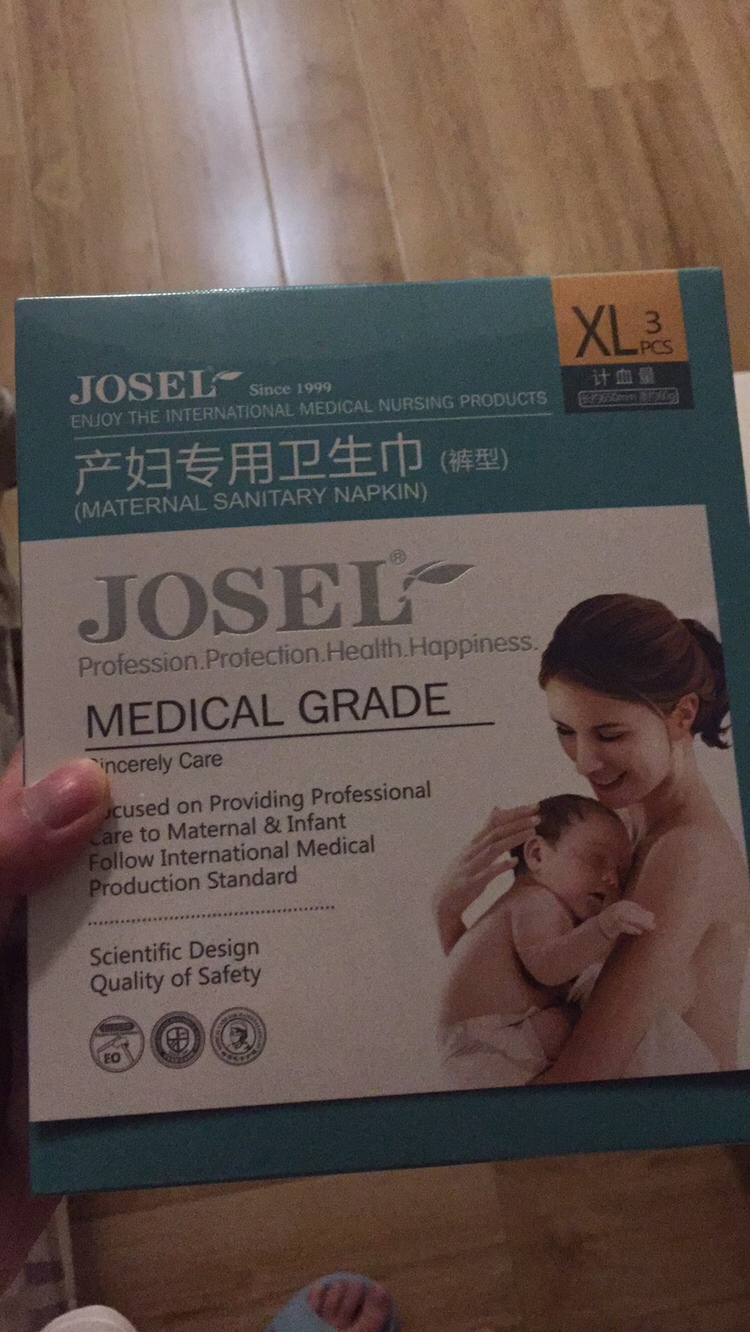 XL 3
PCS
计血量
JOSEL Since 1999
ENJOY THE INTERNATIONAL MEDICAL NURSING PRODUCTS
产妇专用卫生巾 (裤型)
(MATERNAL SANITARY NAPKIN)
JOSEL®
Profession.Protection.Health.Happiness.
MEDICAL GRADE
Sincerely Care
Focused on Providing Professional
Care to Maternal & Infant
Follow International Medical
Production Standard
Scientific Design
Quality of Safety
EO